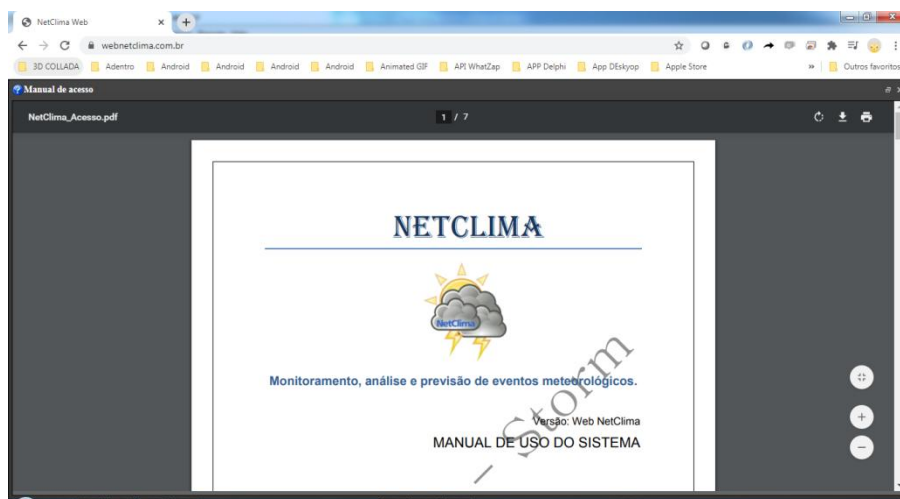 NetClima Web
webnetclima.com.br
3D COLLADA Adentro Android Android Android Android Animated GIF API WhatZap APP Delphi App DEskyop Apple Store Outros favoritos
Manual de acesso
NetClima_Acesso.pdf 1 / 7
NETCLIMA
NetClima
Monitoramento, análise e previsão de eventos meteorológicos.
Versão: Web NetClima
MANUAL DE USO DO SISTEMA
– Storm